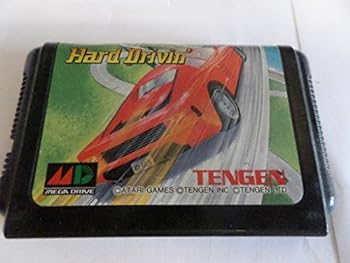 Hard Drivin'
MD
MEGA DRIVE
TENGEN
©ATARI GAMES ©TENGEN INC ©TENGEN LTD